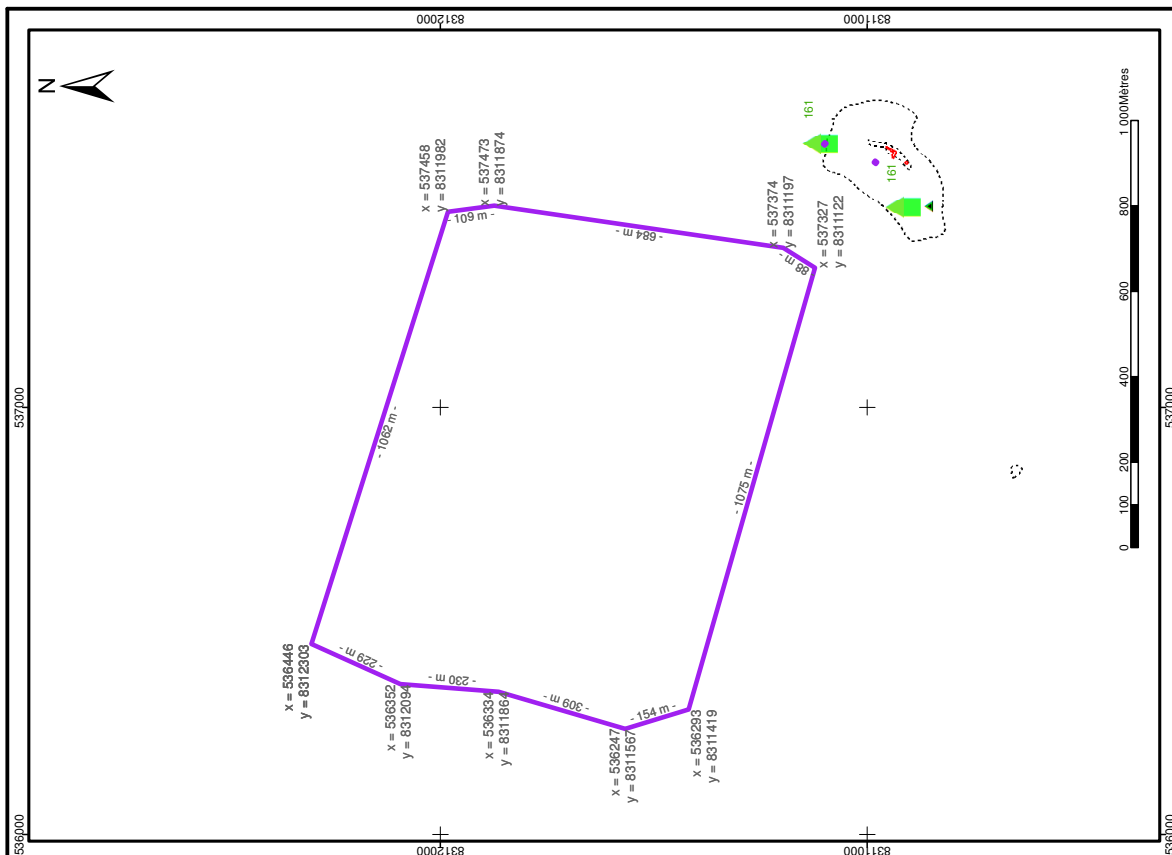 8312000
8311000
N
537000
536000
x = 537458
y = 8311982
x = 537473
y = 8311874
x = 537374
y = 8311197
x = 537327
y = 8311122
x = 536446
y = 8312303
x = 536352
y = 8312094
x = 536334
y = 8311864
x = 536247
y = 8311567
x = 536293
y = 8311419
- 109 m -
- 684 m -
- 88 m -
- 1062 m -
- 1075 m -
- 229 m -
- 230 m -
- 309 m -
- 154 m -
161
161
0 100 200 400 600 800 1 000Mètres
537000
536000
8312000
8311000